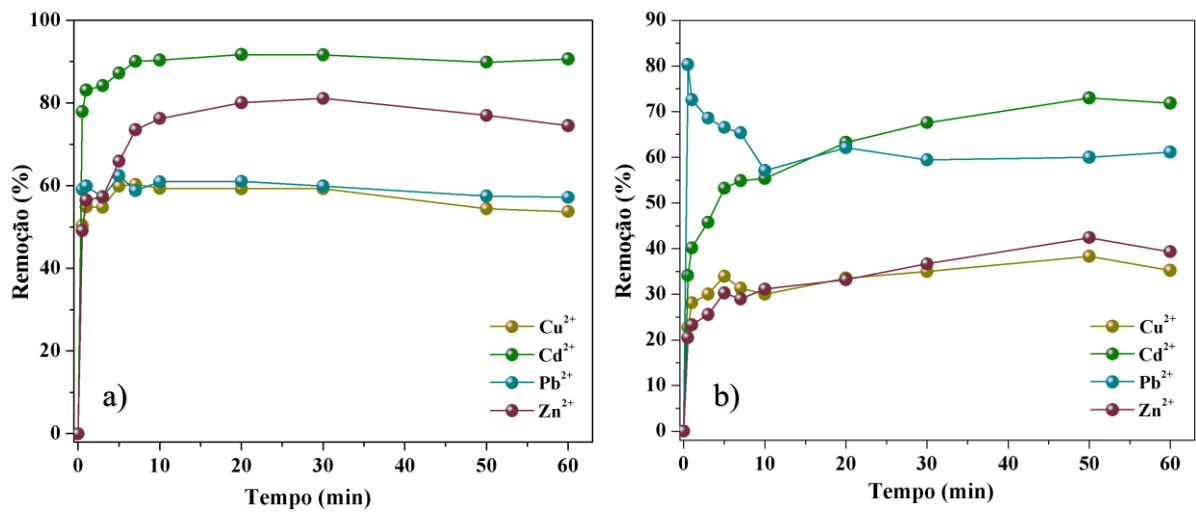 100
80
60
40
20
0
Remoção (%)
0 10 20 30 40 50 60
Tempo (min)
Cu²⁺
Cd²⁺
Pb²⁺
Zn²⁺
a)
90
80
70
60
50
40
30
20
10
0
Remoção (%)
0 10 20 30 40 50 60
Tempo (min)
Cu²⁺
Cd²⁺
Pb²⁺
Zn²⁺
b)